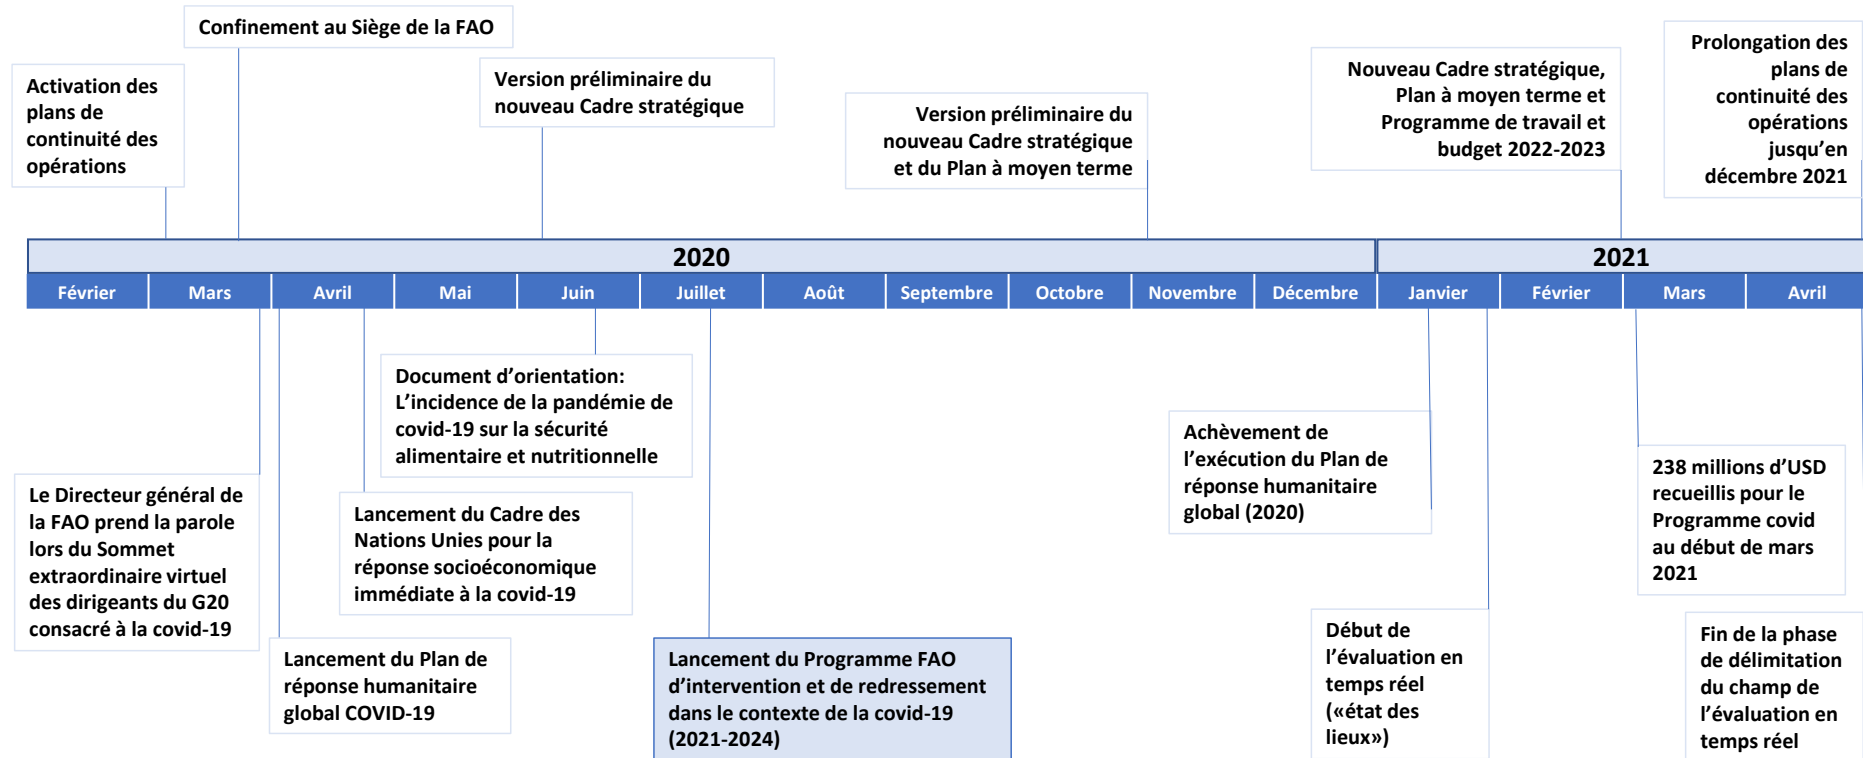 Confinement au Siège de la FAO
Activation des
plans de
continuité des
opérations
Version préliminaire du
nouveau Cadre stratégique
Version préliminaire du
nouveau Cadre stratégique
et du Plan à moyen terme
Nouveau Cadre stratégique,
Plan à moyen terme et
Programme de travail et
budget 2022-2023
Prolongation des
plans de
continuité des
opérations
jusqu’en
décembre 2021
2020
2021
Février
Mars
Avril
Mai
Juin
Juillet
Août
Septembre
Octobre
Novembre
Décembre
Janvier
Février
Mars
Avril
Le Directeur général de
la FAO prend la parole
lors du Sommet
extraordinaire virtuel
des dirigeants du G20
consacré à la covid-19
Lancement du Plan de
réponse humanitaire
global COVID-19
Lancement du Cadre des
Nations Unies pour la
réponse socioéconomique
immédiate à la covid-19
Document d’orientation:
L’incidence de la pandémie de
covid-19 sur la sécurité
alimentaire et nutritionnelle
Lancement du Programme FAO
d’intervention et de redressement
dans le contexte de la covid-19
(2021-2024)
Achèvement de
l’exécution du Plan de
réponse humanitaire
global (2020)
Début de
l’évaluation en
temps réel
(«état des
lieux»)
238 millions d’USD
recueillis pour le
Programme covid
au début de mars
2021
Fin de la phase
de délimitation
du champ de
l’évaluation en
temps réel